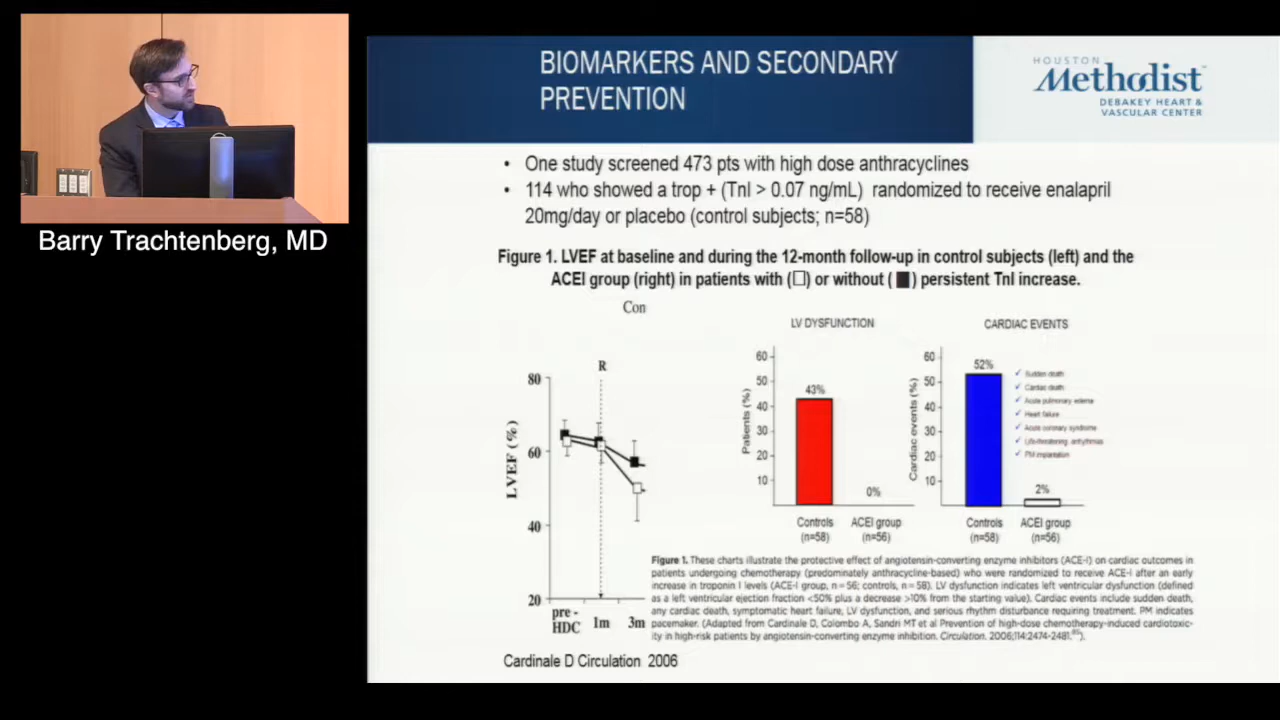 BIOMARKERS AND SECONDARY
PREVENTION
HOUSTON
Methodist
DEBAKEY HEART &
VASCULAR CENTER
• One study screened 473 pts with high dose anthracyclines
• 114 who showed a trop + (TnI > 0.07 ng/mL) randomized to receive enalapril
20mg/day or placebo (control subjects; n=58)
Barry Trachtenberg, MD
Figure 1. LVEF at baseline and during the 12-month follow-up in control subjects (left) and the
ACEI group (right) in patients with (□) or without (■) persistent TnI increase.
Con
R
LVEF (%)
80
60
40
20
pre -
HDC
1m
3m
LV DYSFUNCTION
Patients (%)
60
50
40
30
20
10
43%
0%
Controls
(n=58)
ACEI group
(n=56)
CARDIAC EVENTS
Cardiac events (%)
60
50
40
30
20
10
52%
2%
✓ Sudden death
✓ Cardiac death
✓ Acute pulmonary edema
✓ Heart failure
✓ Acute coronary syndrome
✓ Life-threatening arrhythmias
✓ PM implantation
Controls
(n=58)
ACEI group
(n=56)
Figure 1. These charts illustrate the protective effect of angiotensin-converting enzyme inhibitors (ACE-I) on cardiac outcomes in
patients undergoing chemotherapy (predominately anthracycline-based) who were randomized to receive ACE-I after an early
increase in troponin I levels (ACE-I group, n = 56; controls, n = 58). LV dysfunction indicates left ventricular dysfunction (defined
as a left ventricular ejection fraction <50% plus a decrease >10% from the starting value). Cardiac events include sudden death,
any cardiac death, symptomatic heart failure, LV dysfunction, and serious rhythm disturbance requiring treatment. PM indicates
pacemaker. (Adapted from Cardinale D, Colombo A, Sandri MT et al Prevention of high-dose chemotherapy-induced cardiotoxic-
ity in high-risk patients by angiotensin-converting enzyme inhibition. Circulation. 2006;114:2474-2481.
Cardinale D Circulation 2006